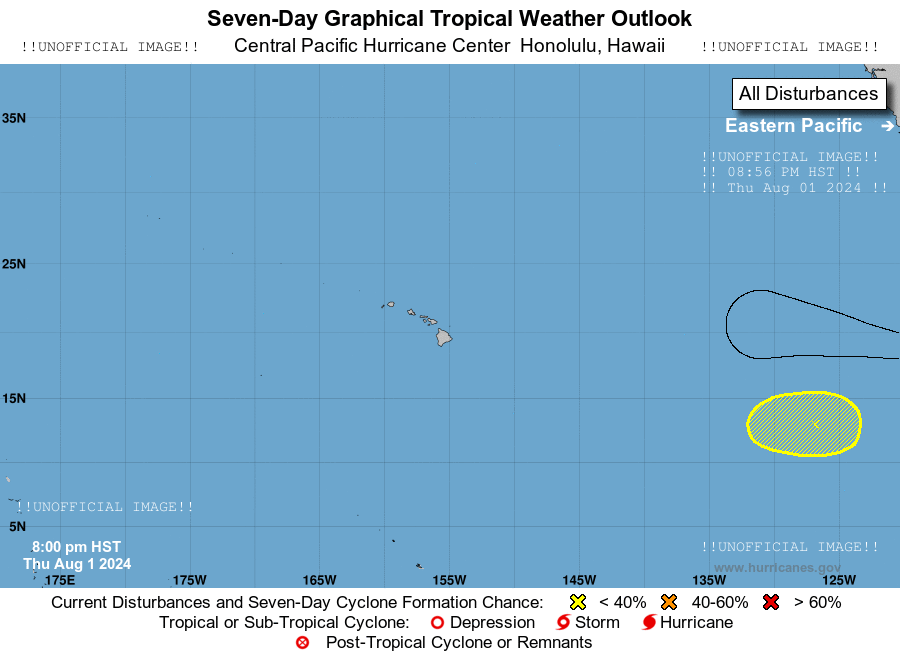 Seven-Day Graphical Tropical Weather Outlook
!!UNOFFICIAL IMAGE!! Central Pacific Hurricane Center Honolulu, Hawaii !!UNOFFICIAL IMAGE!!
All Disturbances
35N
Eastern Pacific
!!UNOFFICIAL IMAGE!!
!! 08:56 PM HST !!
!! Thu Aug 01 2024 !!
25N
15N
!!UNOFFICIAL IMAGE!!
5N
8:00 pm HST
!!UNOFFICIAL IMAGE!!
Thu Aug 1 2024
www.hurricanes.gov
175E 175W 165W 155W 145W 135W 125W
Current Disturbances and Seven-Day Cyclone Formation Chance: < 40% 40-60% > 60%
Tropical or Sub-Tropical Cyclone: Depression Storm Hurricane
Post-Tropical Cyclone or Remnants